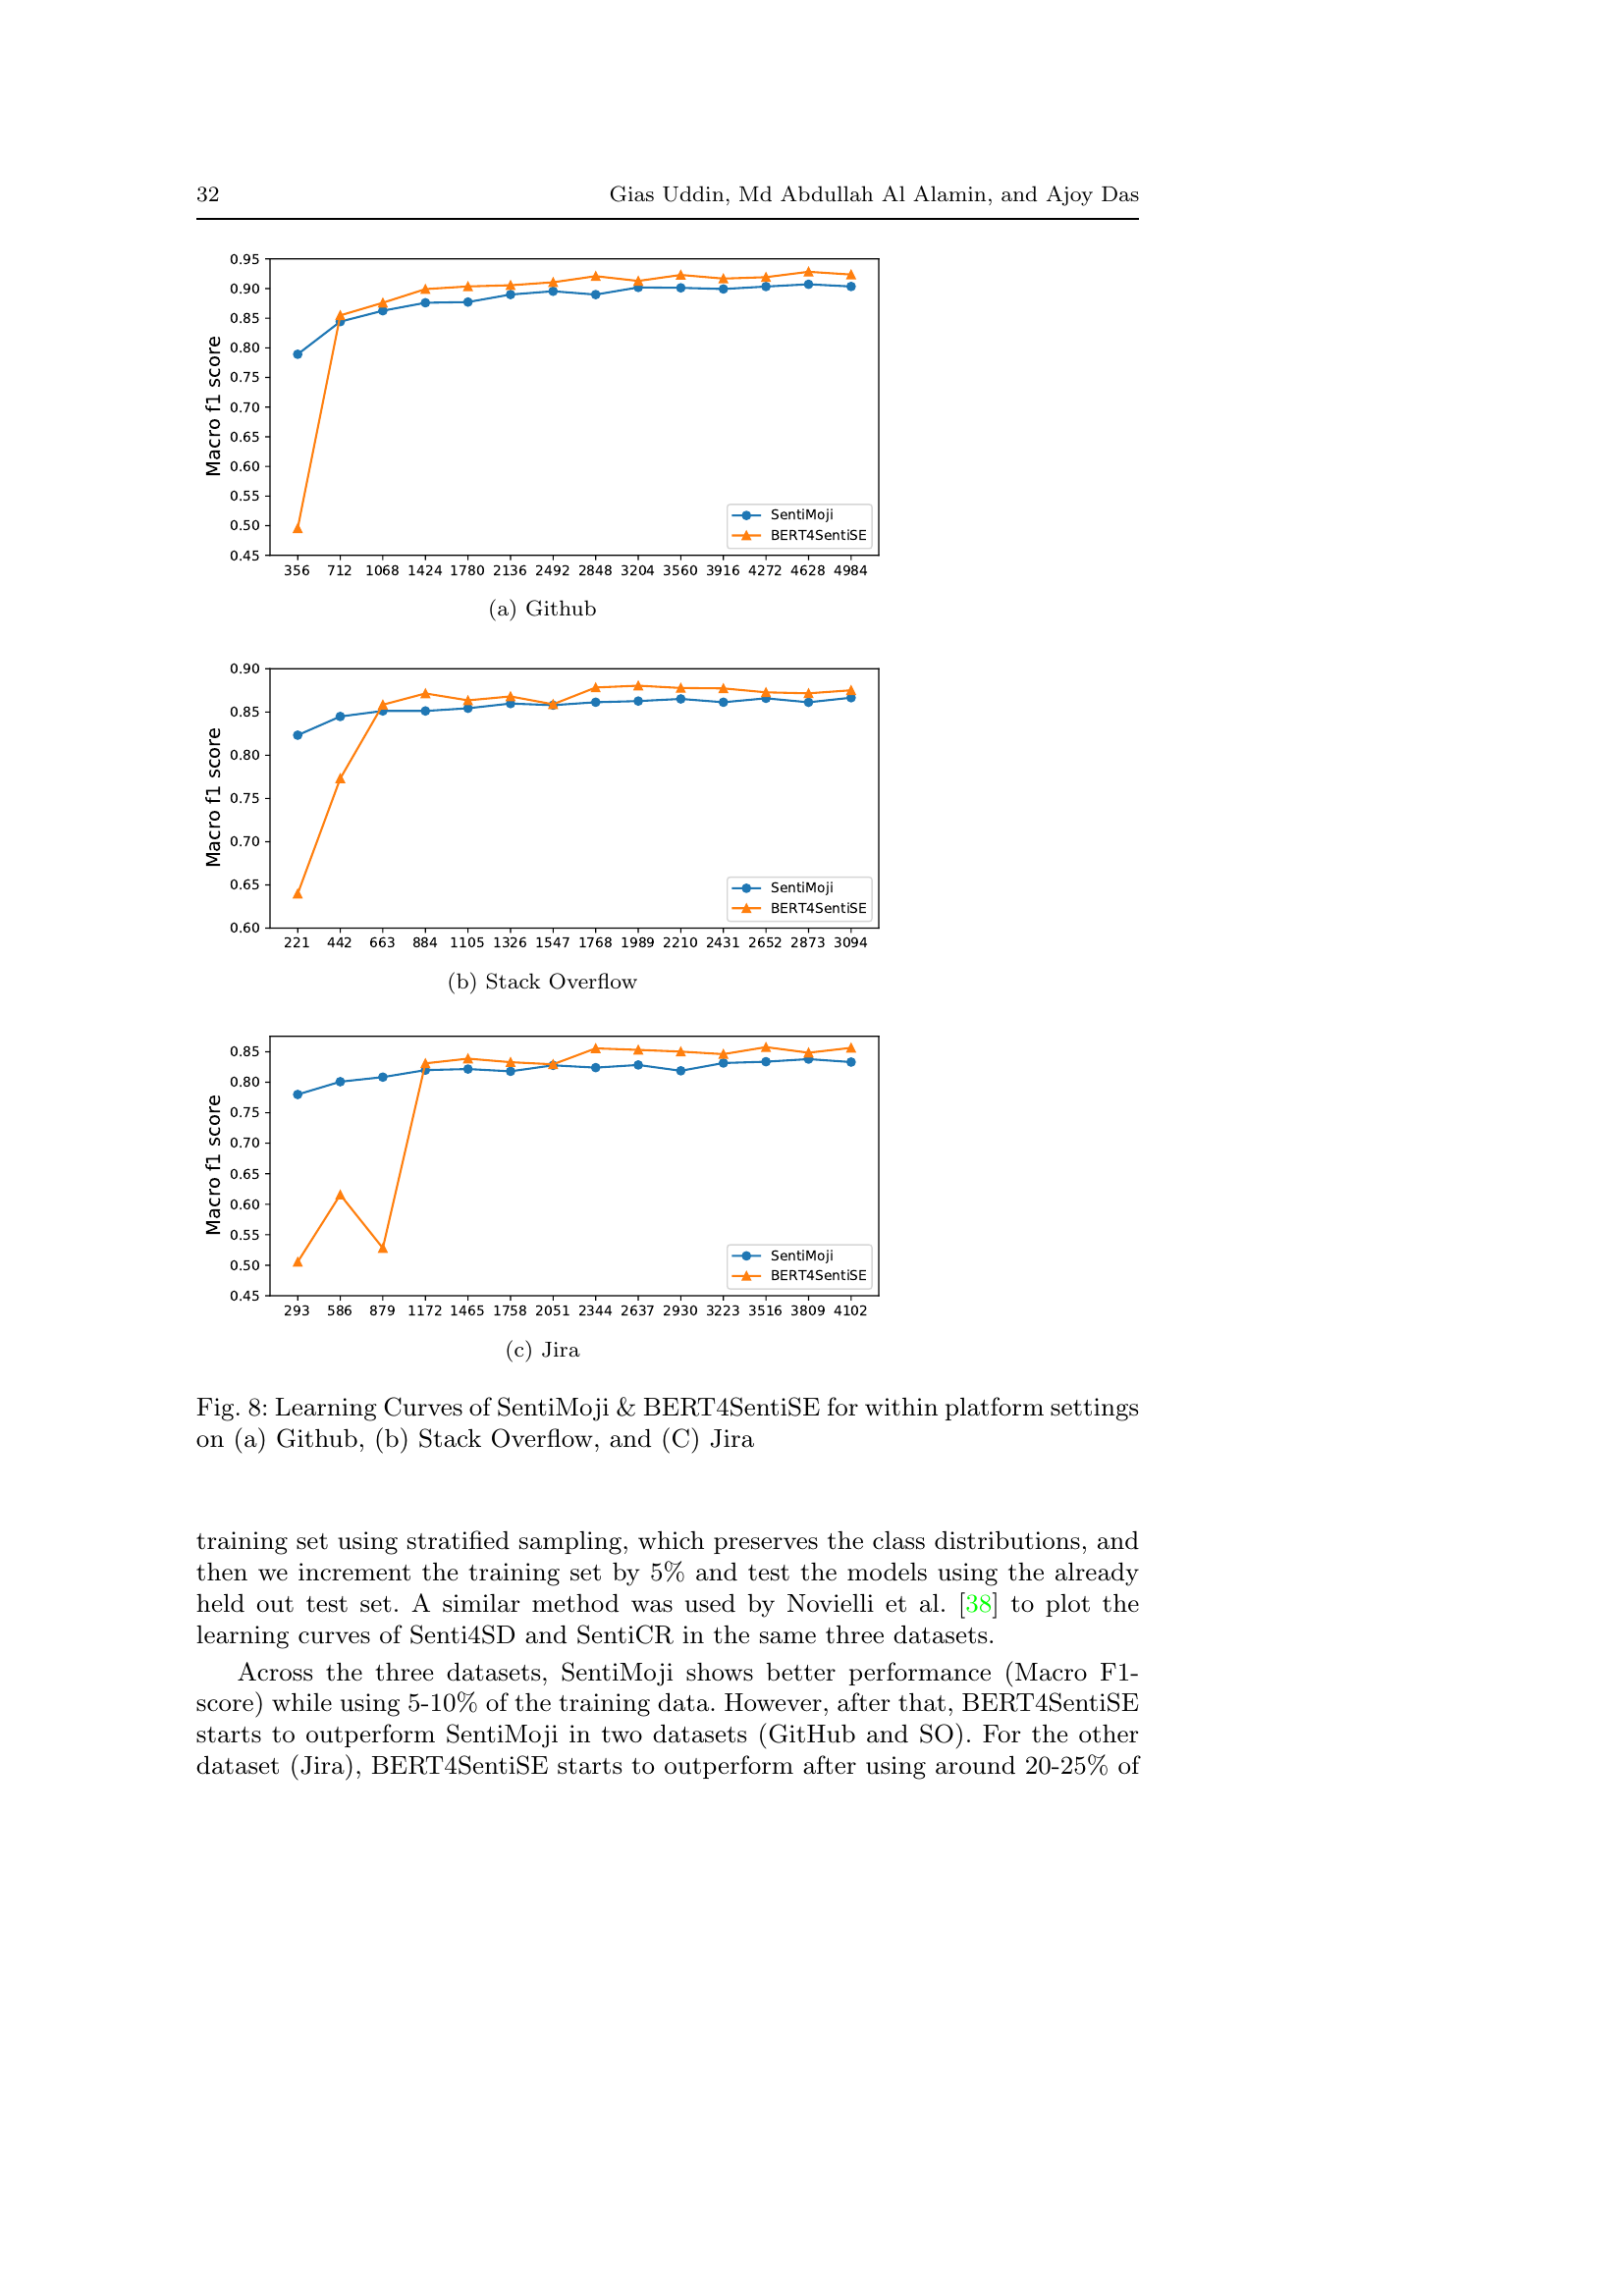 32
Gias Uddin, Md Abdullah Al Alamin, and Ajoy Das
0.95
0.90
0.85
0.80
0.75
0.70
0.65
0.60
0.55
0.50
0.45
Macro f1 score
SentiMoji
BERT4SentiSE
356 712 1068 1424 1780 2136 2492 2848 3204 3560 3916 4272 4628 4984
(a) Github
0.90
0.85
0.80
0.75
0.70
0.65
0.60
Macro f1 score
SentiMoji
BERT4SentiSE
221 442 663 884 1105 1326 1547 1768 1989 2210 2431 2652 2873 3094
(b) Stack Overflow
0.85
0.80
0.75
0.70
0.65
0.60
0.55
0.50
0.45
Macro f1 score
SentiMoji
BERT4SentiSE
293 586 879 1172 1465 1758 2051 2344 2637 2930 3223 3516 3809 4102
(c) Jira
Fig. 8: Learning Curves of SentiMoji & BERT4SentiSE for within platform settings
on (a) Github, (b) Stack Overflow, and (C) Jira
training set using stratified sampling, which preserves the class distributions, and
then we increment the training set by 5% and test the models using the already
held out test set. A similar method was used by Novielli et al. [38] to plot the
learning curves of Senti4SD and SentiCR in the same three datasets.
Across the three datasets, SentiMoji shows better performance (Macro F1-
score) while using 5-10% of the training data. However, after that, BERT4SentiSE
starts to outperform SentiMoji in two datasets (GitHub and SO). For the other
dataset (Jira), BERT4SentiSE starts to outperform after using around 20-25% of